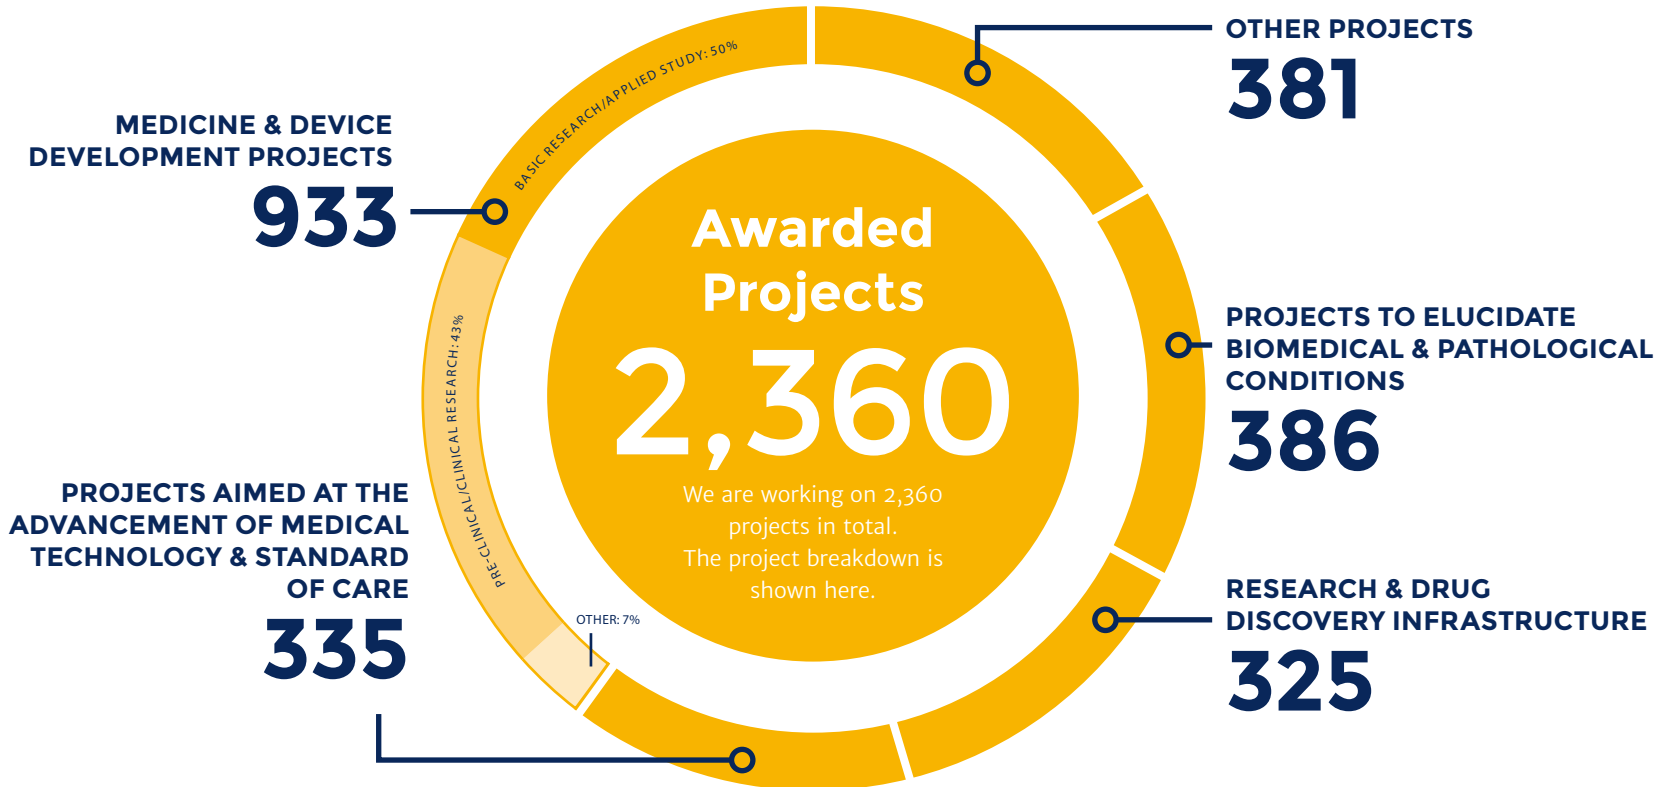 OTHER PROJECTS
381
MEDICINE & DEVICE
DEVELOPMENT PROJECTS
933
BASIC RESEARCH/APPLIED STUDY: 50%
PRE-CLINICAL/CLINICAL RESEARCH: 43%
OTHER: 7%
Awarded
Projects
2,360
We are working on 2,360
projects in total.
The project breakdown is
shown here.
PROJECTS TO ELUCIDATE
BIOMEDICAL & PATHOLOGICAL
CONDITIONS
386
PROJECTS AIMED AT THE
ADVANCEMENT OF MEDICAL
TECHNOLOGY & STANDARD
OF CARE
335
RESEARCH & DRUG
DISCOVERY INFRASTRUCTURE
325